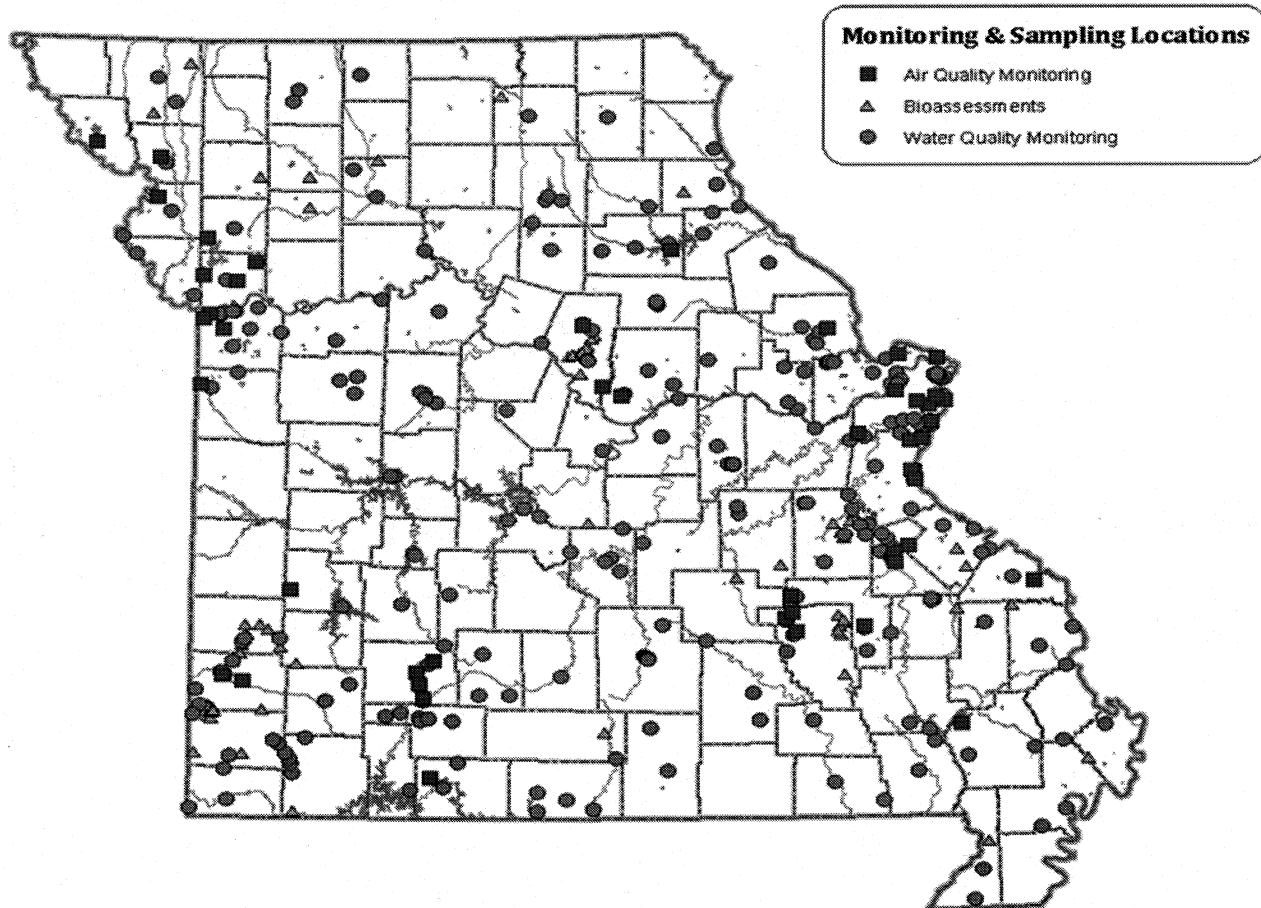 Monitoring & Sampling Locations
Air Quality Monitoring
Bioassessments
Water Quality Monitoring